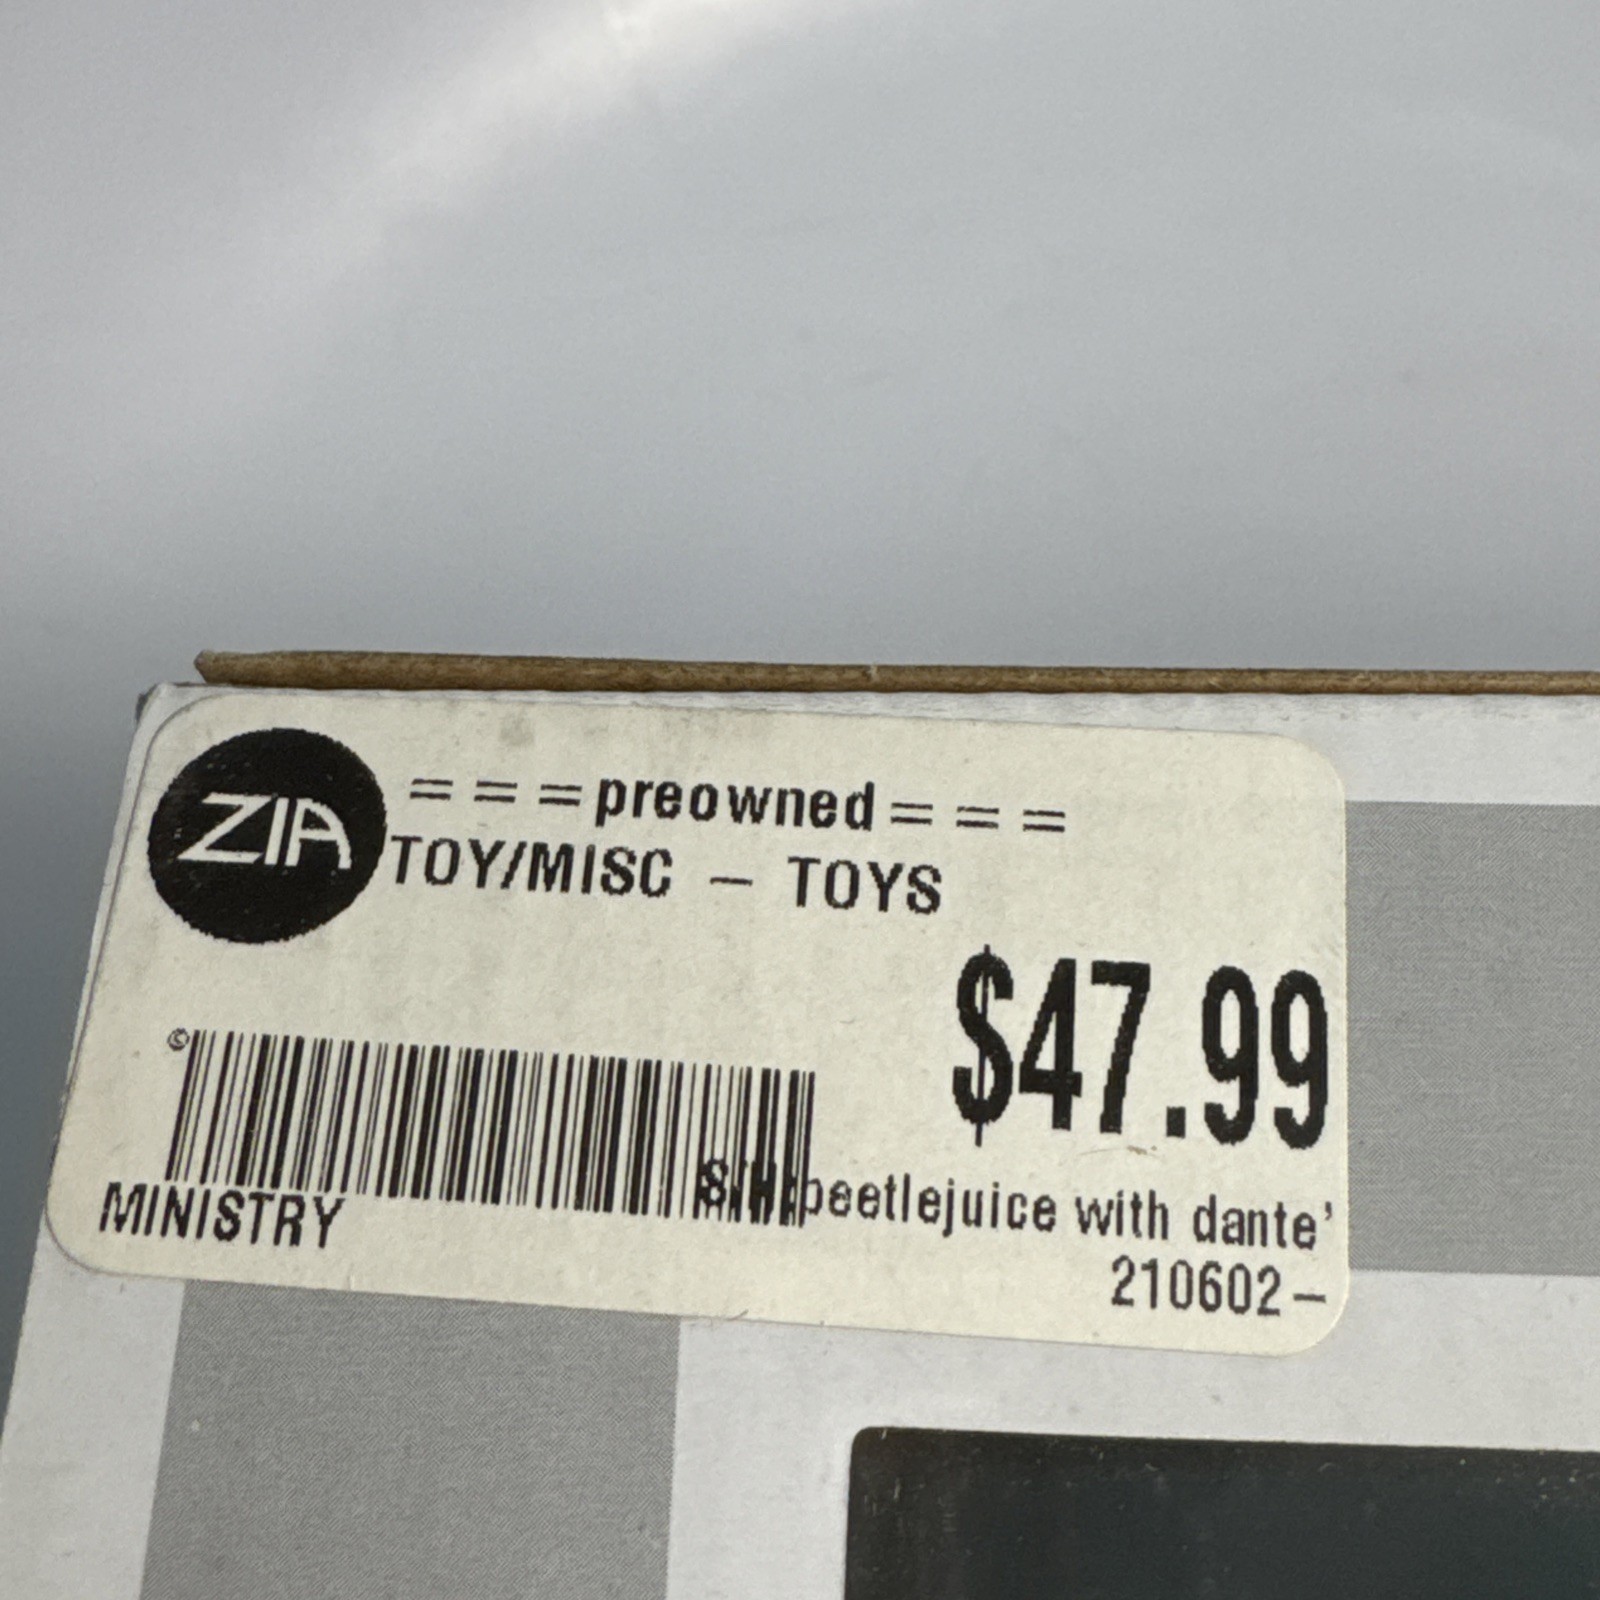 ZIA
===preowned===
TOY/MISC - TOYS
$47.99
©
beetlejuice with dante'
MINISTRY
210602-